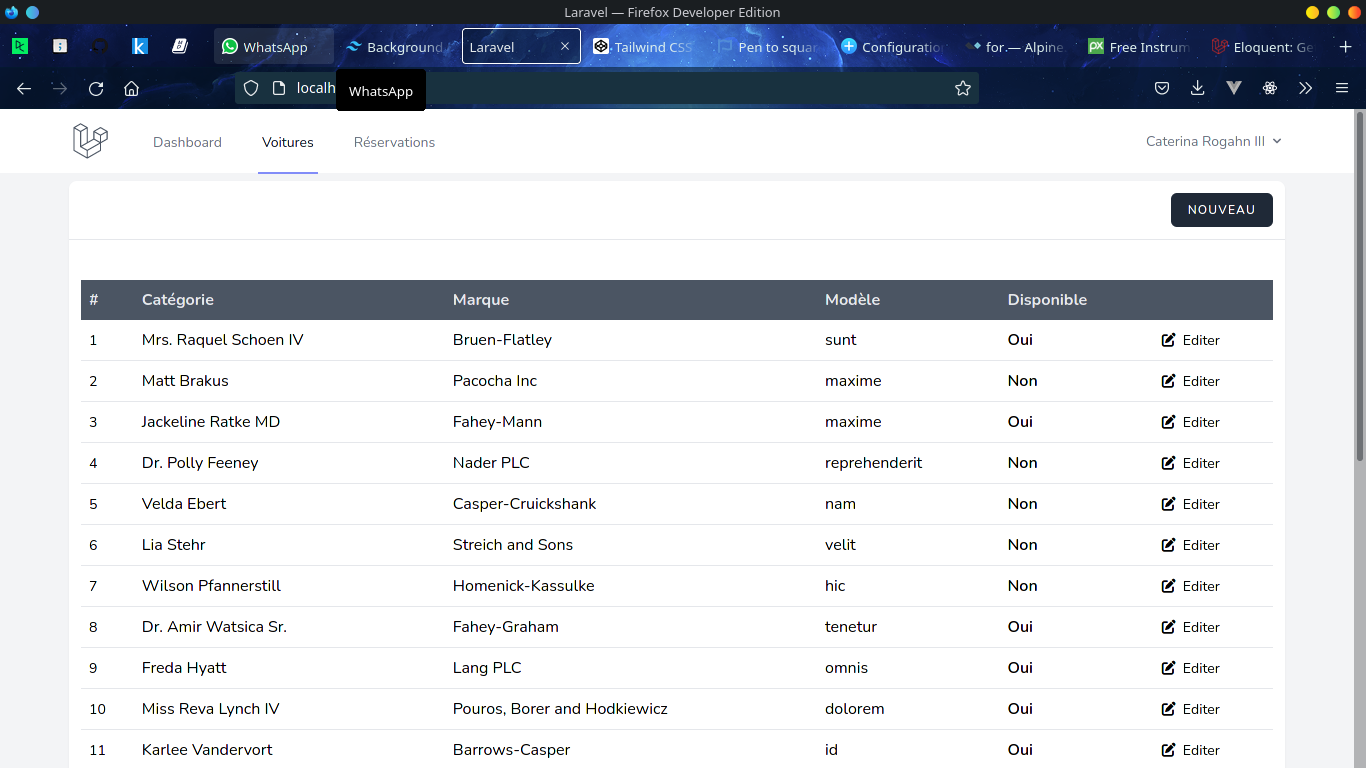 Laravel — Firefox Developer Edition
WhatsApp
Background
Laravel
Tailwind CSS
Pen to squar
Configuration
for — Alpine
Free Instrum
Eloquent: Ge
localh
WhatsApp
Dashboard
Voitures
Réservations
Caterina Rogahn III
NOUVEAU
# Catégorie Marque Modèle Disponible
1 Mrs. Raquel Schoen IV Bruen-Flatley sunt Oui Editer
2 Matt Brakus Pacocha Inc maxime Non Editer
3 Jackeline Ratke MD Fahey-Mann maxime Oui Editer
4 Dr. Polly Feeney Nader PLC reprehenderit Non Editer
5 Velda Ebert Casper-Cruickshank nam Non Editer
6 Lia Stehr Streich and Sons velit Non Editer
7 Wilson Pfannerstill Homenick-Kassulke hic Non Editer
8 Dr. Amir Watsica Sr. Fahey-Graham tenetur Oui Editer
9 Freda Hyatt Lang PLC omnis Oui Editer
10 Miss Reva Lynch IV Pouros, Borer and Hodkiewicz dolorem Oui Editer
11 Karlee Vandervort Barrows-Casper id Oui Editer